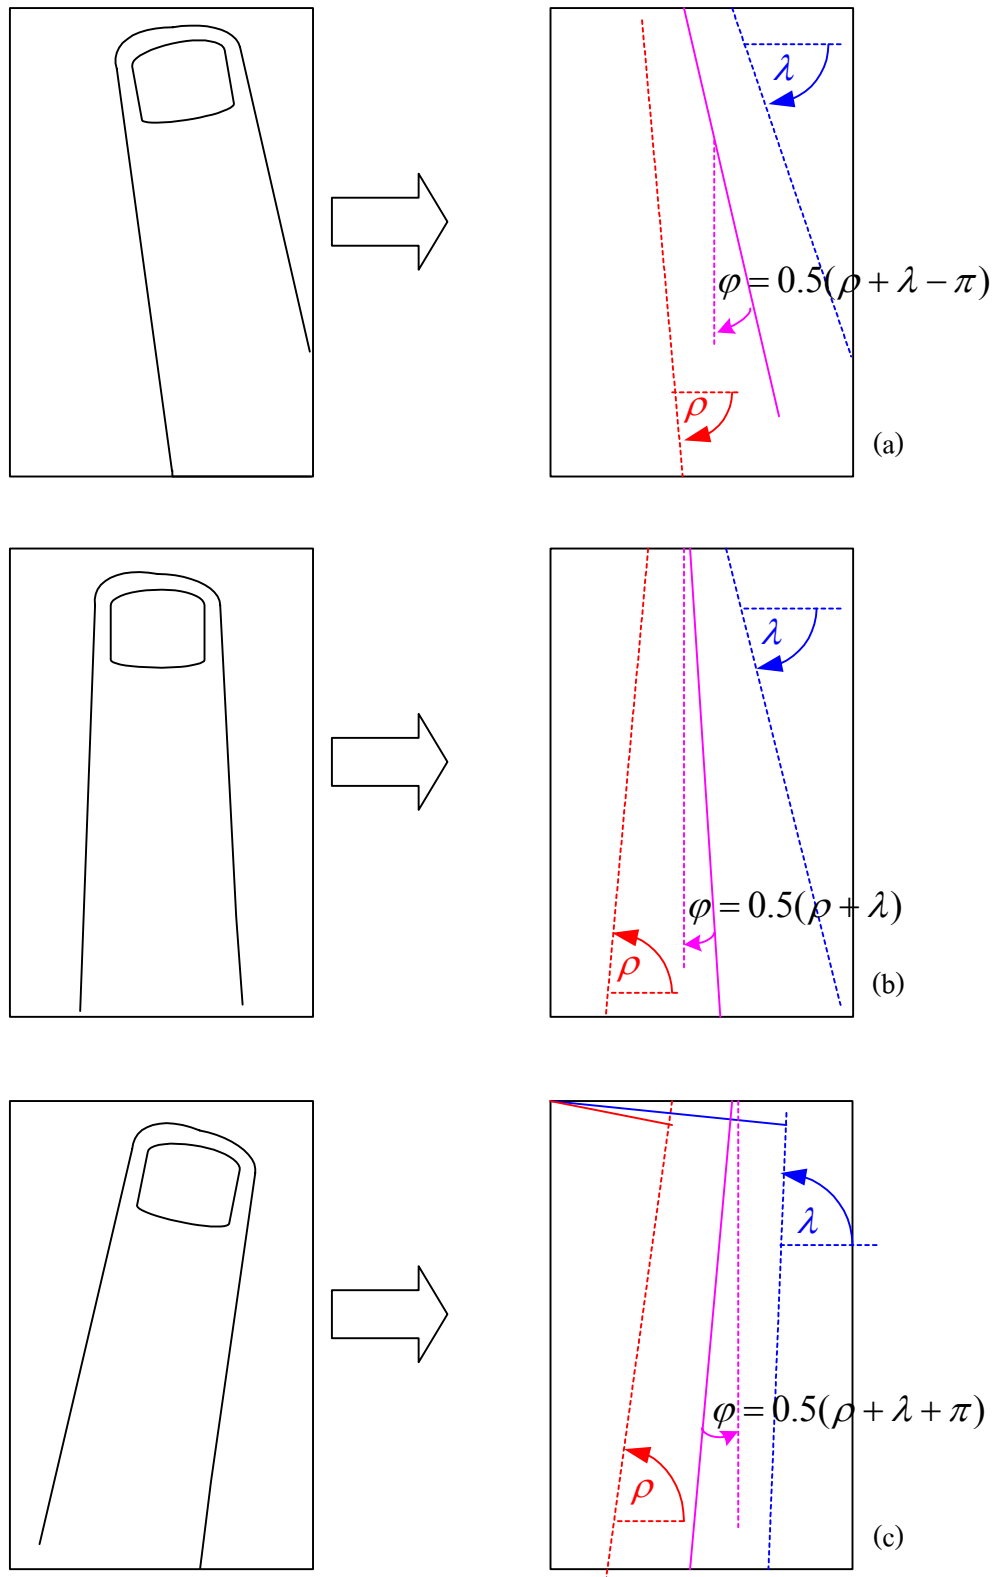 λ
φ = 0.5(ρ + λ − π)
ρ
(a)
λ
φ = 0.5(ρ + λ)
ρ
(b)
λ
φ = 0.5(ρ + λ + π)
ρ
(c)